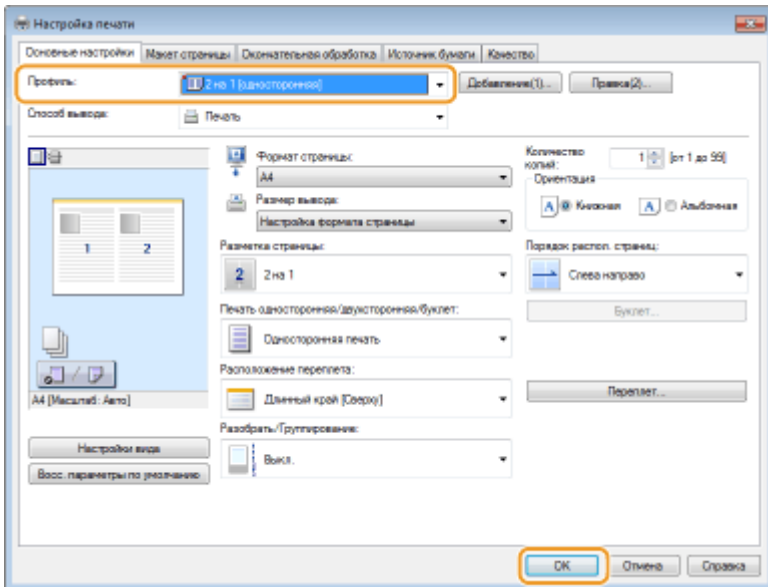 Настройка печати
Основные настройки Макет страницы Окончательная обработка Источник бумаги Качество
Профиль: 2 на 1 [односторонняя] Добавление(1)... Правка(2)...
Способ вывода: Печать
Формат страницы:
A4
Количество копий: 1 [от 1 до 99]
Размер вывода:
Настройка формата страницы
Ориентация
A Книжная A Альбомная
1 2
Разметка страницы:
2 2 на 1
Порядок распол. страниц:
Слева направо
Печать односторонняя/двухсторонняя/буклет:
Односторонняя печать
Буклет...
A4 [Масштаб: Авто]
Расположение переплета:
Длинный край [Сверху]
Переплет...
Разобрать/Группирование:
Выкл.
Настройки вида
Восс. параметры по умолчанию
OK Отмена Справка